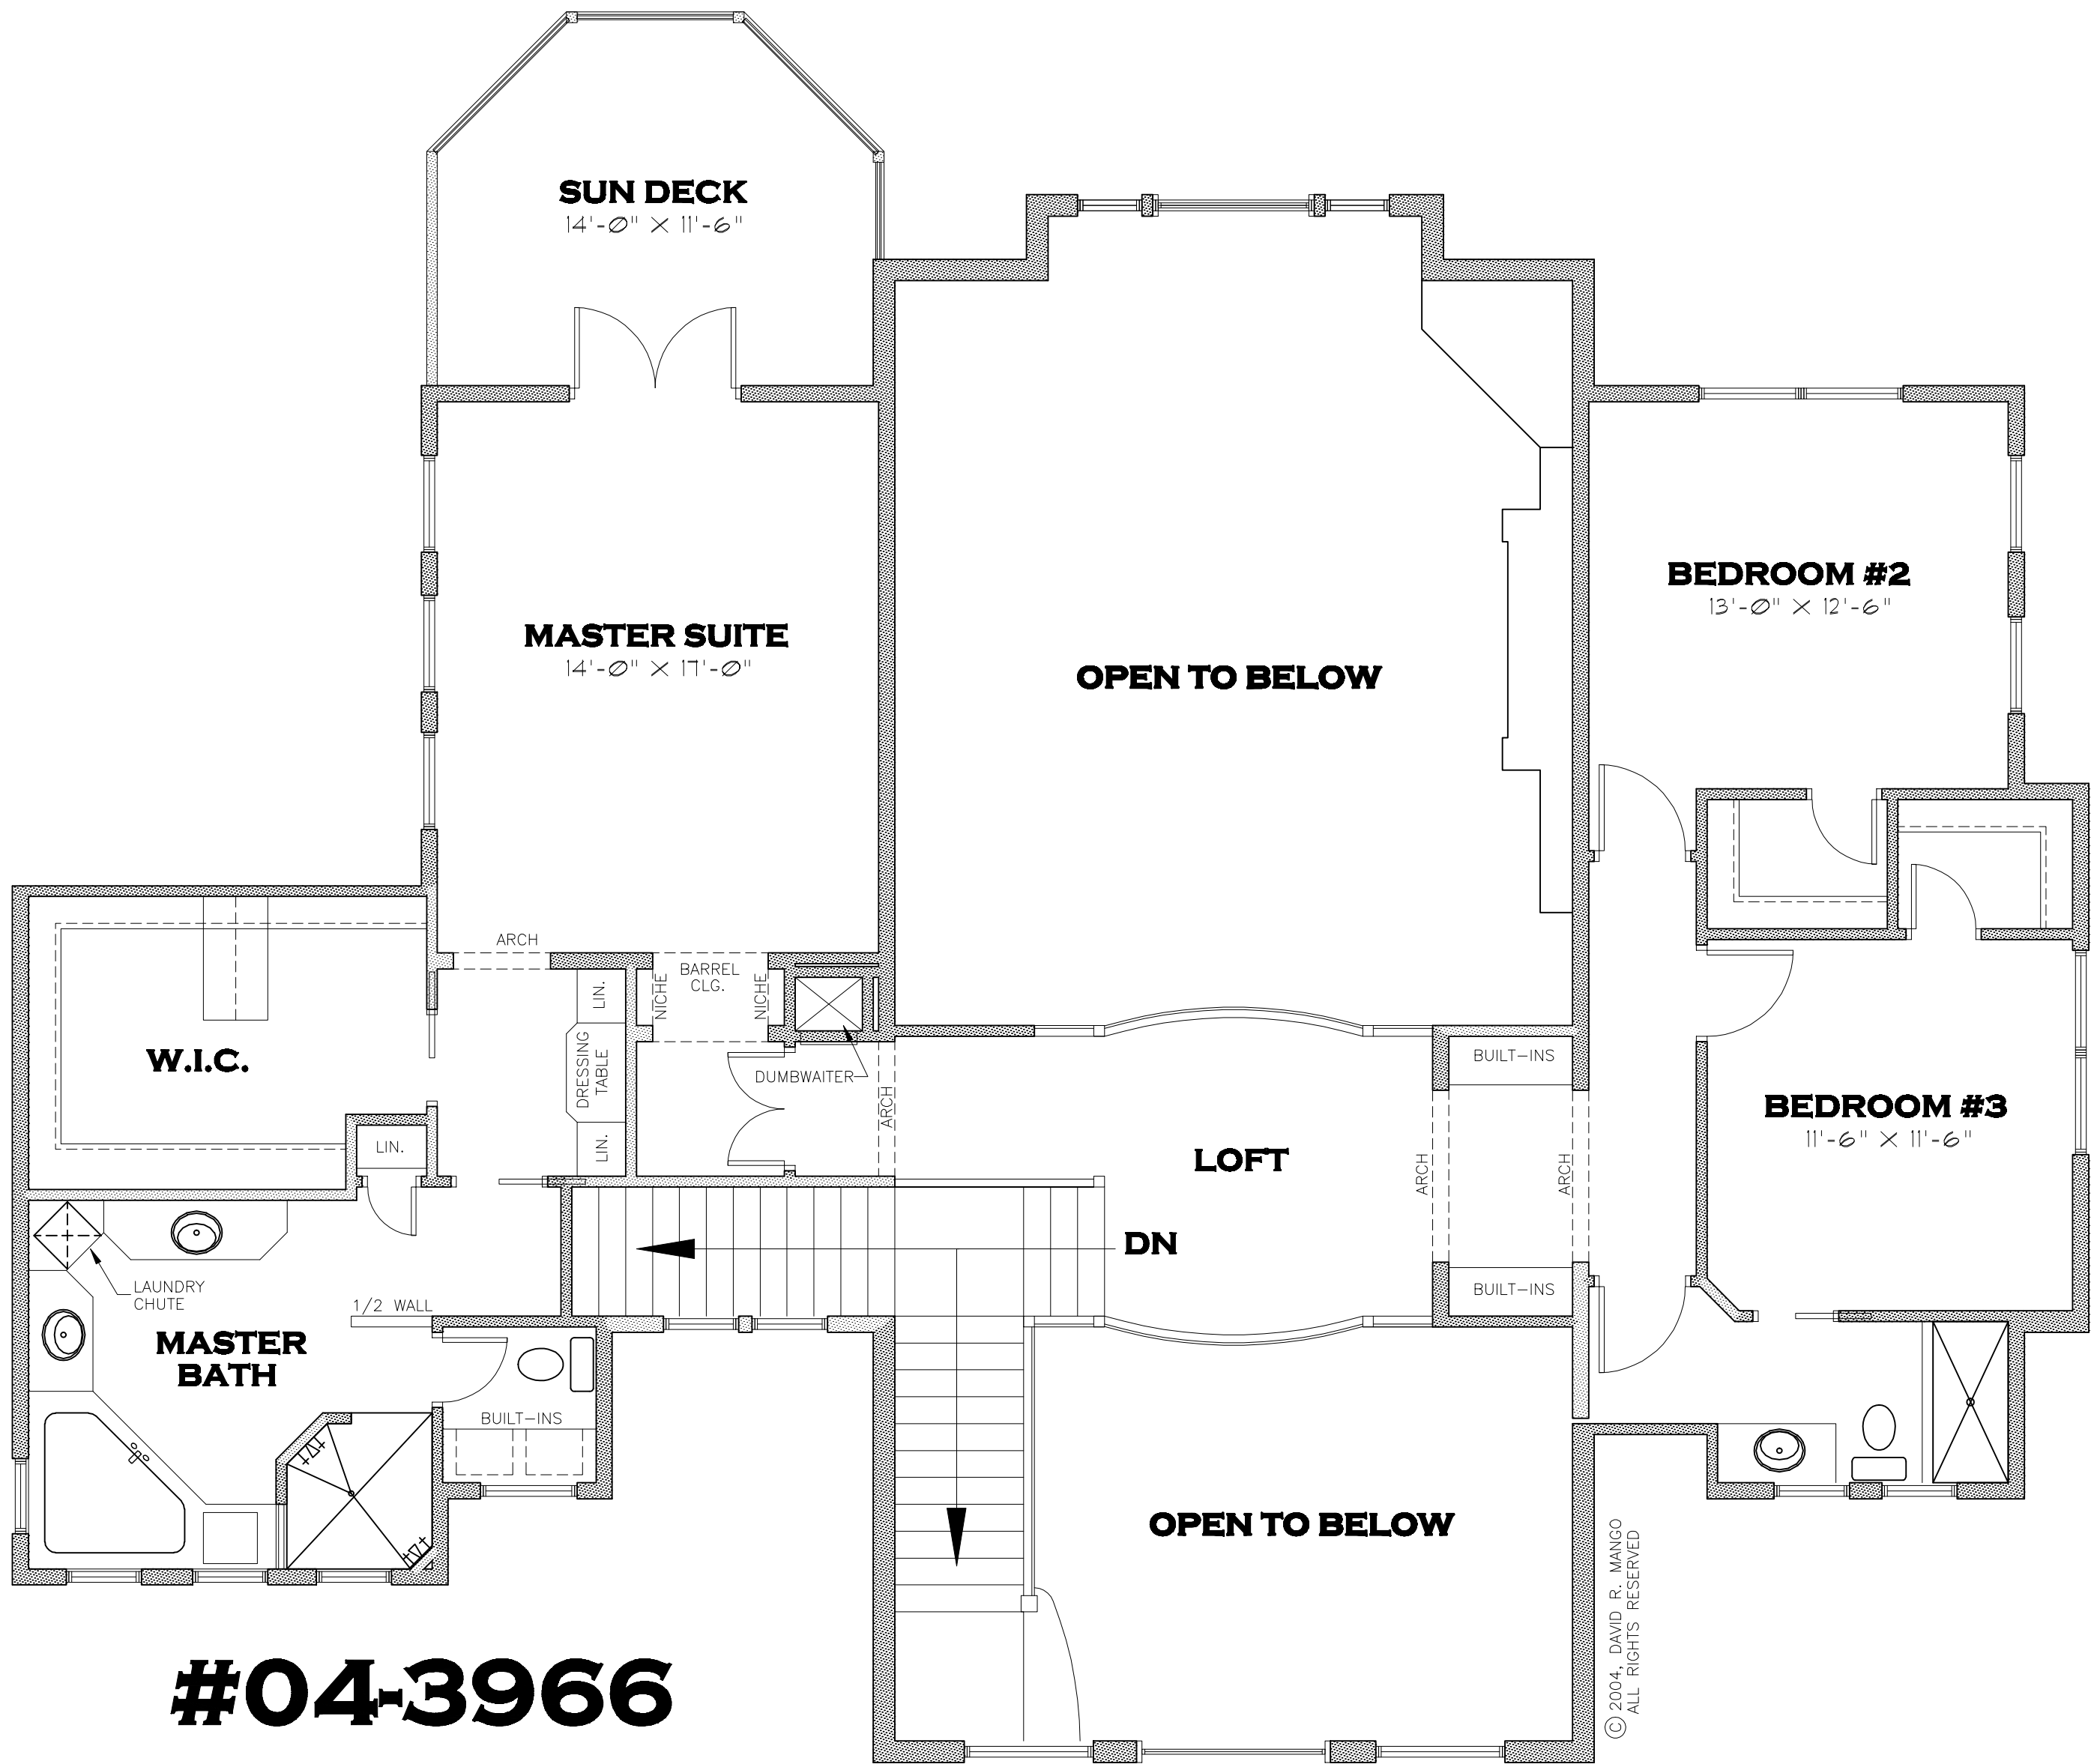 SUN DECK
14'-0" X 11'-6"
BEDROOM #2
13'-0" X 12'-6"
MASTER SUITE
14'-0" X 17'-0"
OPEN TO BELOW
ARCH
BARREL
CLG.
NICHE
NICHE
LIN.
DRESSING
TABLE
LIN.
W.I.C.
DUMBWAITER
ARCH
BUILT-INS
BEDROOM #3
11'-6" X 11'-6"
LIN.
LOFT
ARCH
ARCH
DN
LAUNDRY
CHUTE
BUILT-INS
1/2 WALL
MASTER
BATH
BUILT-INS
OPEN TO BELOW
© 2004, DAVID R. MANGO
ALL RIGHTS RESERVED
#04-3966